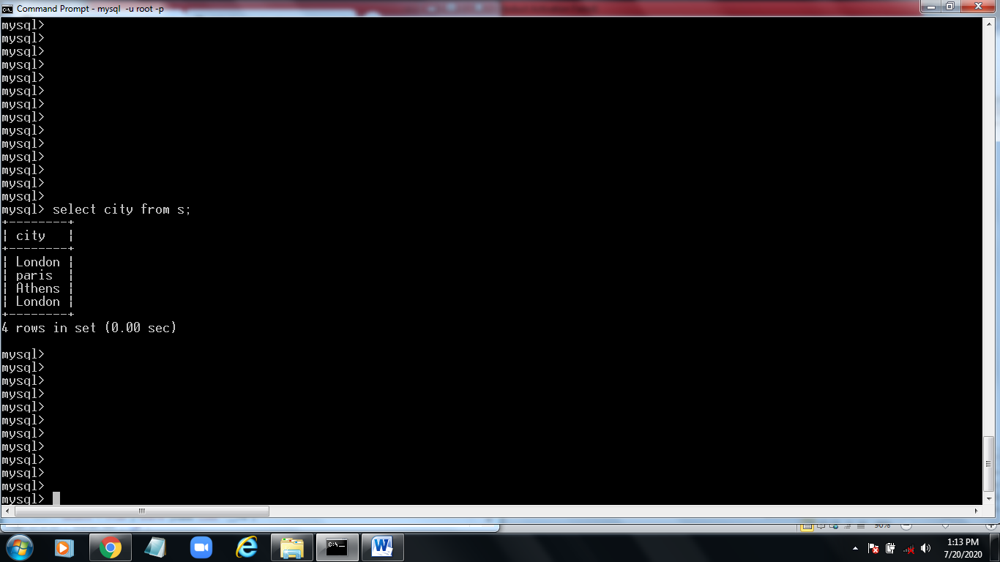 Command Prompt - mysql -u root -p
mysql>
mysql>
mysql>
mysql>
mysql>
mysql>
mysql>
mysql>
mysql>
mysql>
mysql>
mysql>
mysql>
mysql>
mysql> select city from s;
+--------+
| city   |
+--------+
| London |
| paris  |
| Athens |
| London |
+--------+
4 rows in set (0.00 sec)
mysql>
mysql>
mysql>
mysql>
mysql>
mysql>
mysql>
mysql>
mysql>
mysql>
mysql>
mysql>
90%
1:13 PM
7/20/2020